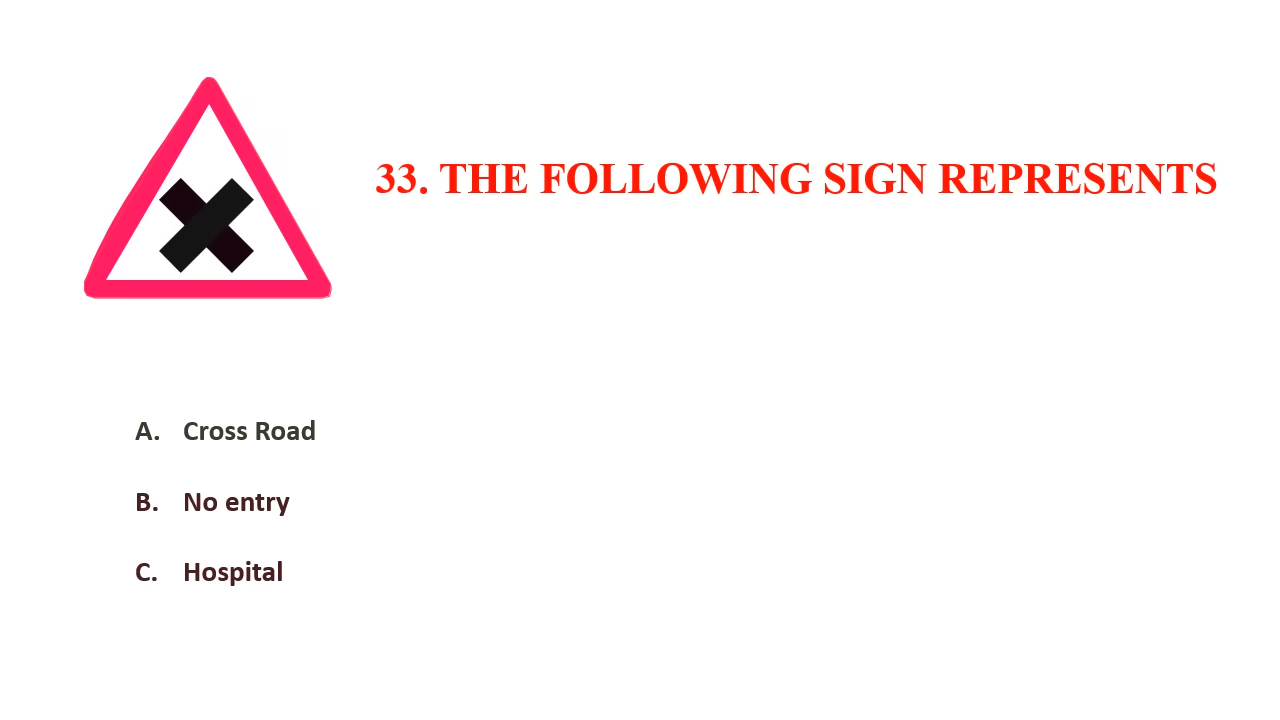 33. THE FOLLOWING SIGN REPRESENTS
A. Cross Road
B. No entry
C. Hospital